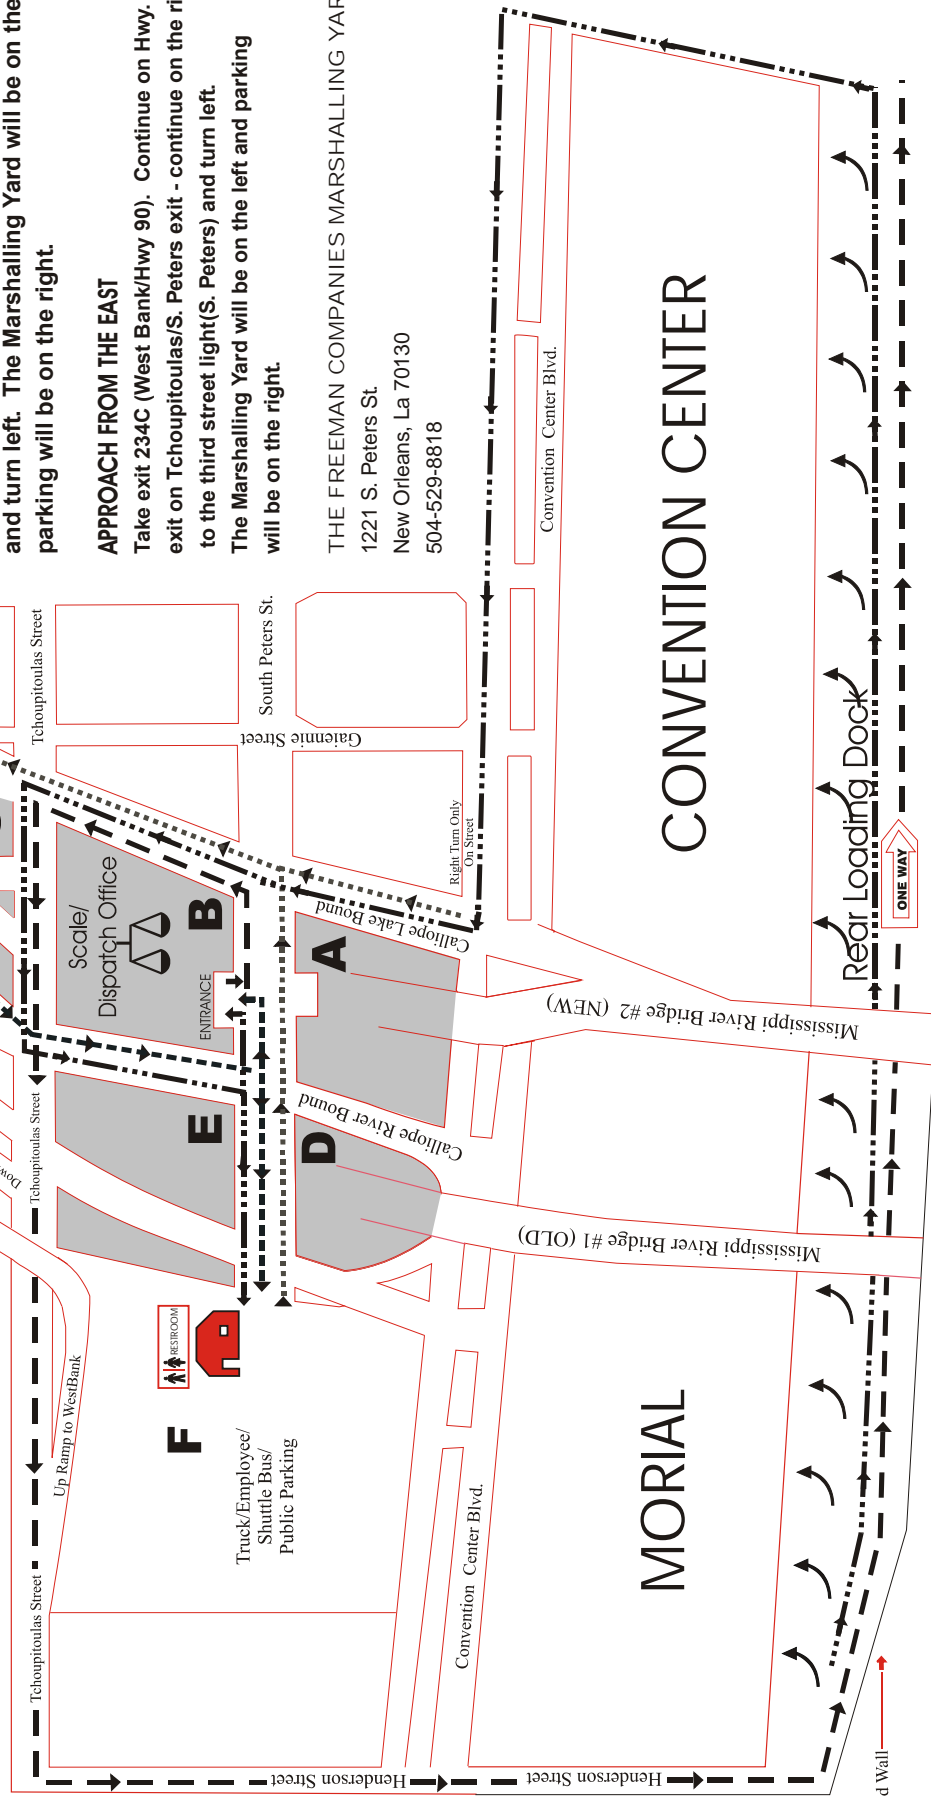 and turn left.  The Marshalling Yard will be on the
parking will be on the right.
APPROACH FROM THE EAST
Take exit 234C (West Bank/Hwy 90).  Continue on Hwy.
exit on Tchoupitoulas/S. Peters exit - continue on the ri
to the third street light(S. Peters) and turn left.
The Marshalling Yard will be on the left and parking
will be on the right.
THE FREEMAN COMPANIES MARSHALLING YAR
1221 S. Peters St.
New Orleans, La 70130
504-529-8818
Tchoupitoulas Street
South Peters St.
Gaiennie Street
Convention Center Blvd.
CONVENTION CENTER
Right Turn Only
On Street
Rear Loading Dock
ONE WAY
Scale/
Dispatch Office
B
ENTRANCE
A
Calliope Lake Bound
Mississippi River Bridge #2 (NEW)
E
D
Calliope River Bound
Tchoupitoulas Street
Dow
Mississippi River Bridge #1 (OLD)
RESTROOM
F
Up Ramp to WestBank
Truck/Employee/
Shuttle Bus/
Public Parking
MORIAL
Convention Center Blvd.
Tchoupitoulas Street
Henderson Street
Henderson Street
d Wall